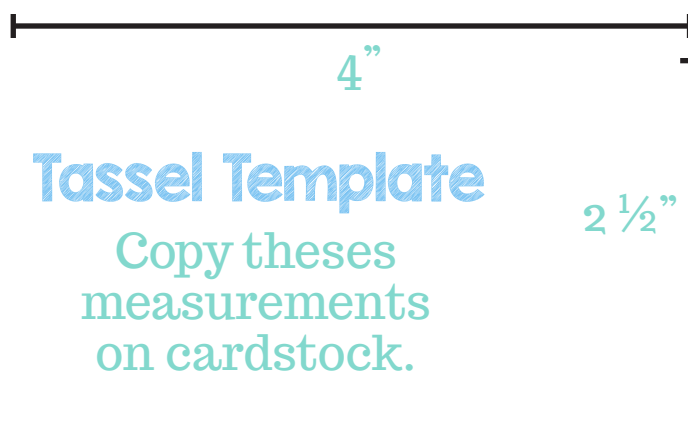 4”
Tassel Template
2 ½”
Copy theses
measurements
on cardstock.